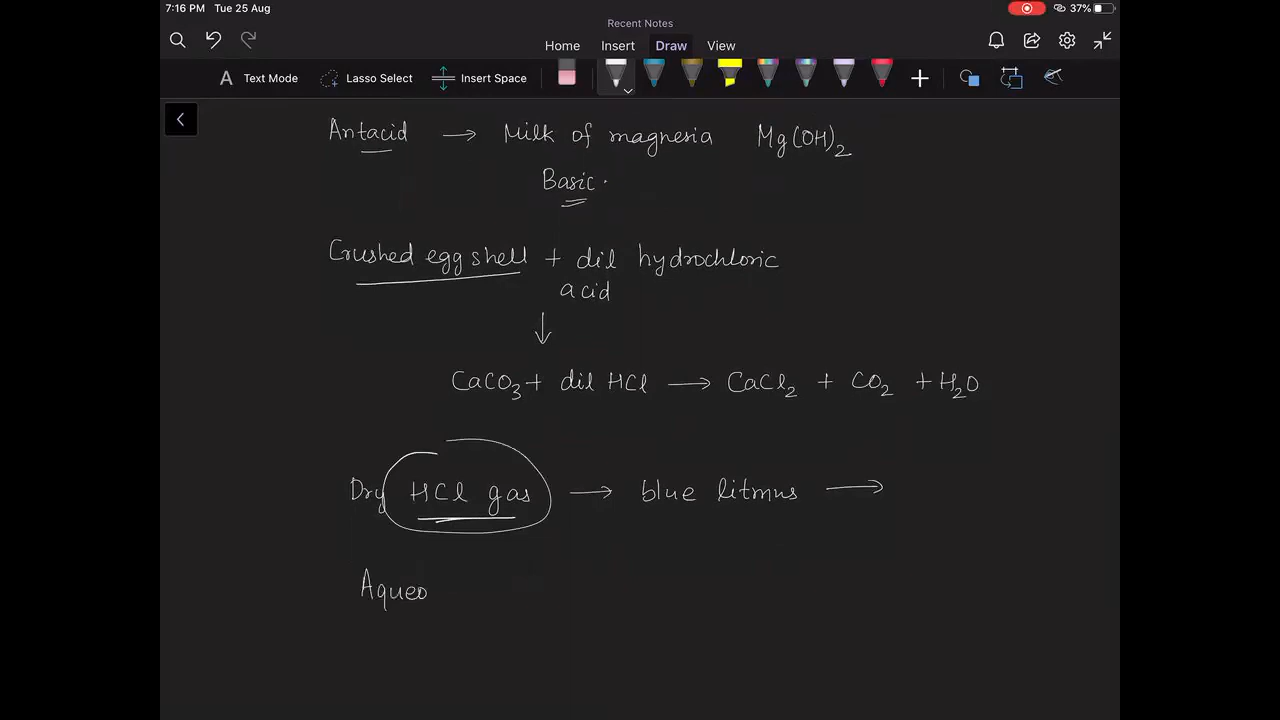 7:16 PM Tue 25 Aug
37%
Recent Notes
Home Insert Draw View
A Text Mode Lasso Select Insert Space
Antacid → Milk of magnesia Mg(OH)₂
Basic.
Crushed egg shell + dil hydrochloric
acid
↓
CaCO₃ + dil HCl → CaCl₂ + CO₂ + H₂O
Dry HCl gas → blue litmus →
Aqueo